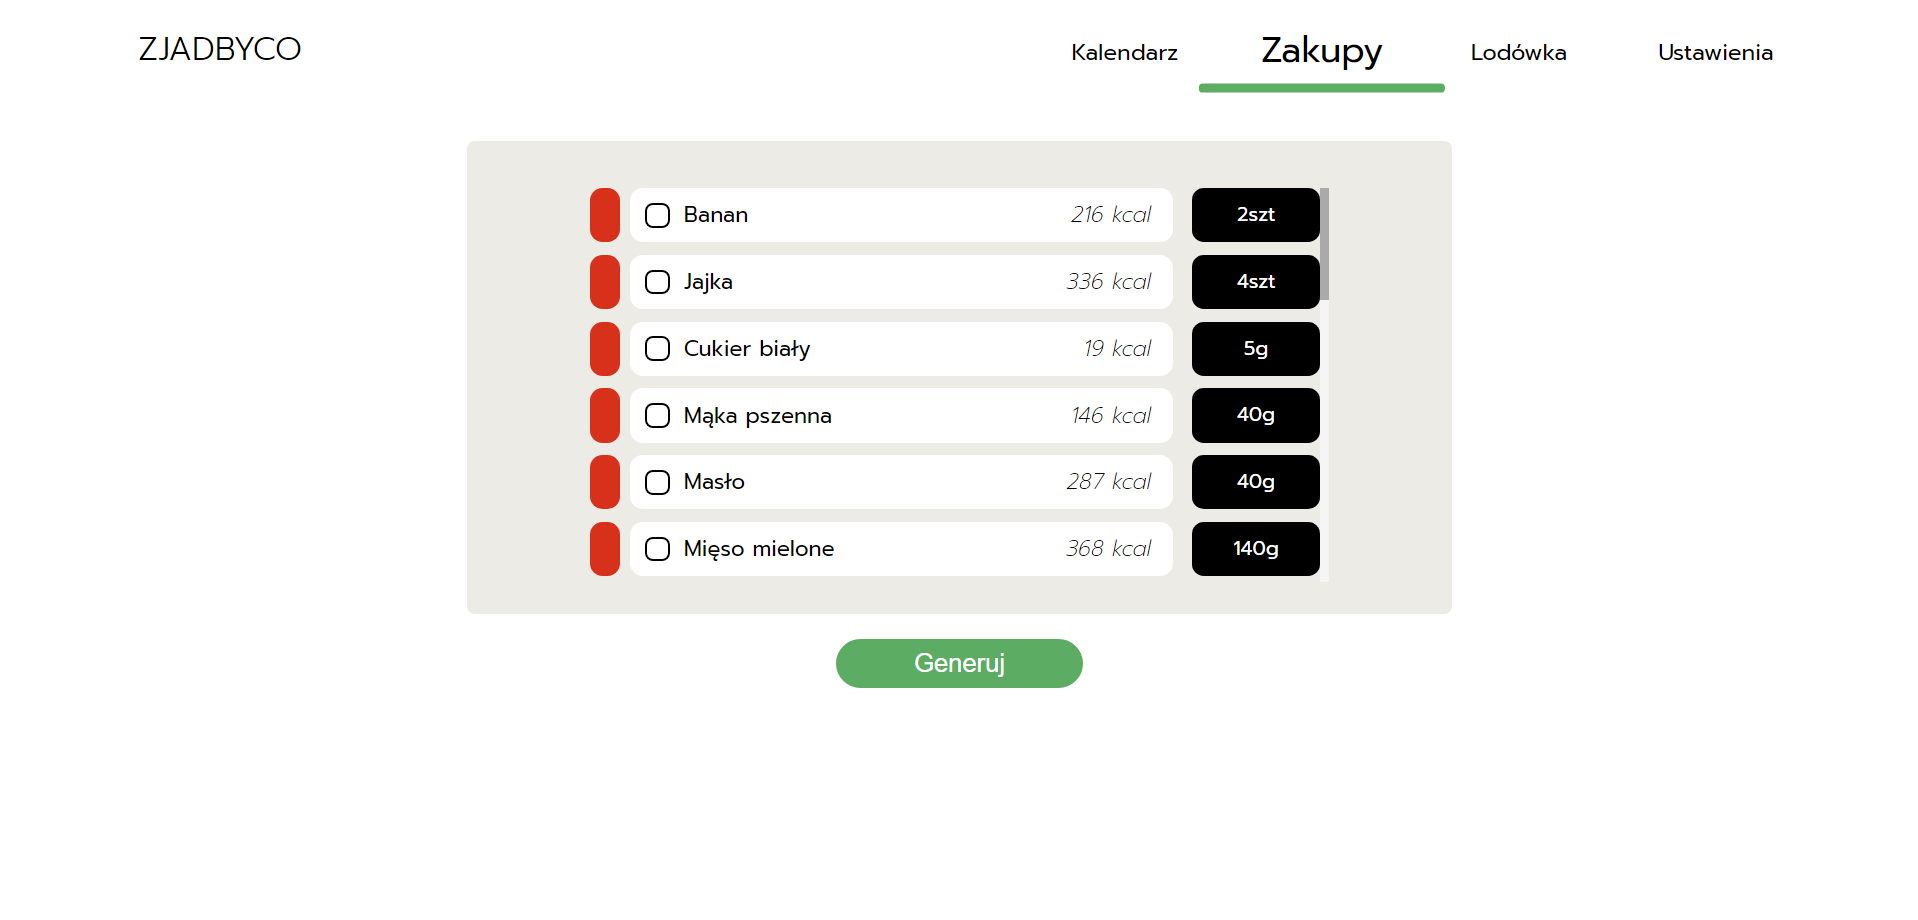 ZJADBYCO
Kalendarz Zakupy Lodówka Ustawienia
Banan 216 kcal 2szt
Jajka 336 kcal 4szt
Cukier biały 19 kcal 5g
Mąka pszenna 146 kcal 40g
Masło 287 kcal 40g
Mięso mielone 368 kcal 140g
Generuj